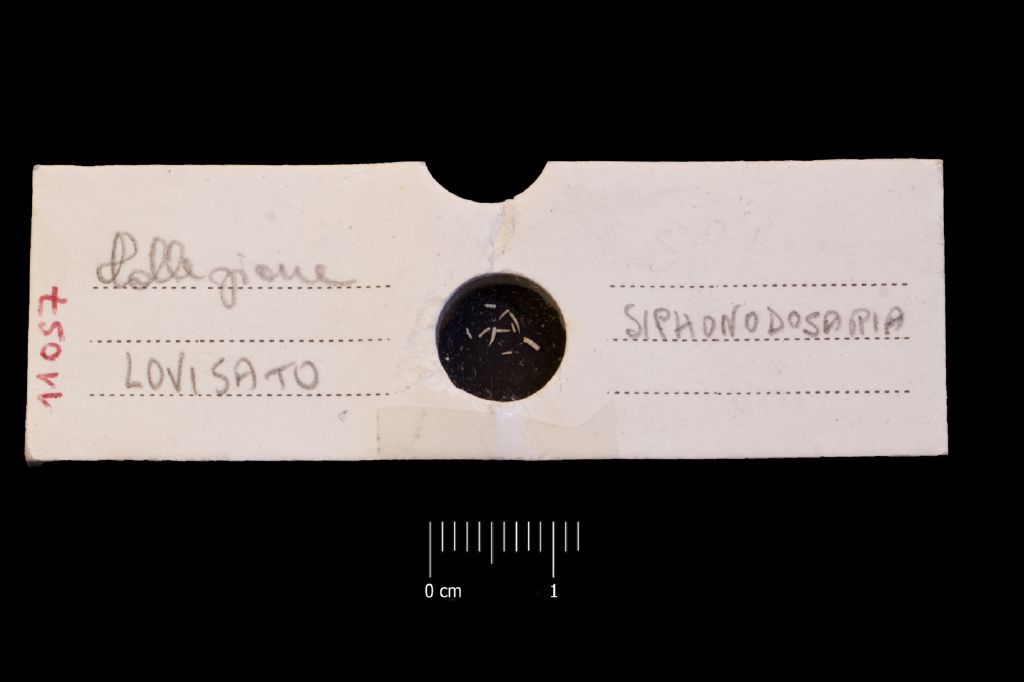 11057
Collezione
LOVISATO
SIPHONODOSARIA
0 cm 1